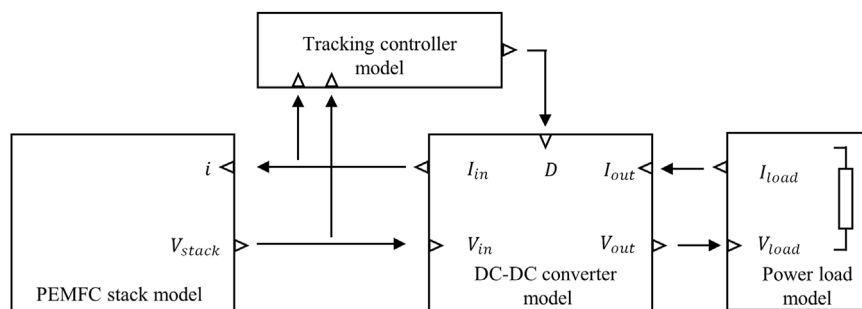 Tracking controller
model
i
I_in
D
I_out
I_load
V_stack
V_in
V_out
V_load
PEMFC stack model
DC-DC converter
model
Power load
model